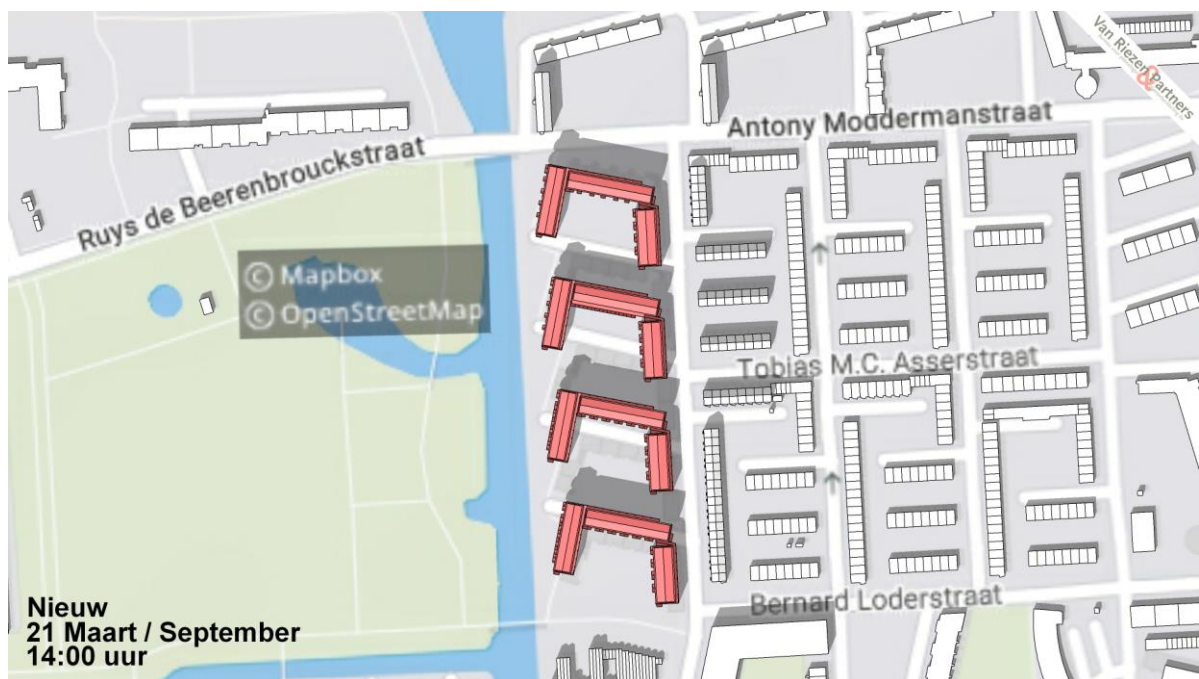 Van Riezen
&
Partners
Antony Moddermanstraat
Ruys de Beerenbrouckstraat
© Mapbox
© OpenStreetMap
Tobias M.C. Asserstraat
Bernard Loderstraat
Nieuw
21 Maart / September
14:00 uur